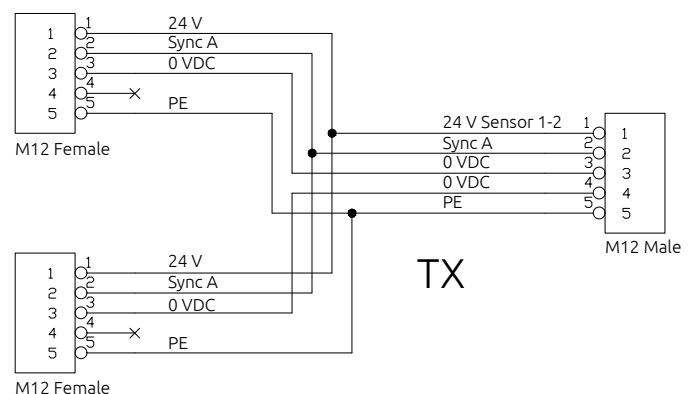 1 1 24 V
2 2 Sync A
3 3 0 VDC
4 4
5 5 PE
M12 Female
24 V Sensor 1-2 1 1
Sync A 2 2
0 VDC 3 3
0 VDC 4 4
PE 5 5
M12 Male
TX
1 1 24 V
2 2 Sync A
3 3 0 VDC
4 4
5 5 PE
M12 Female